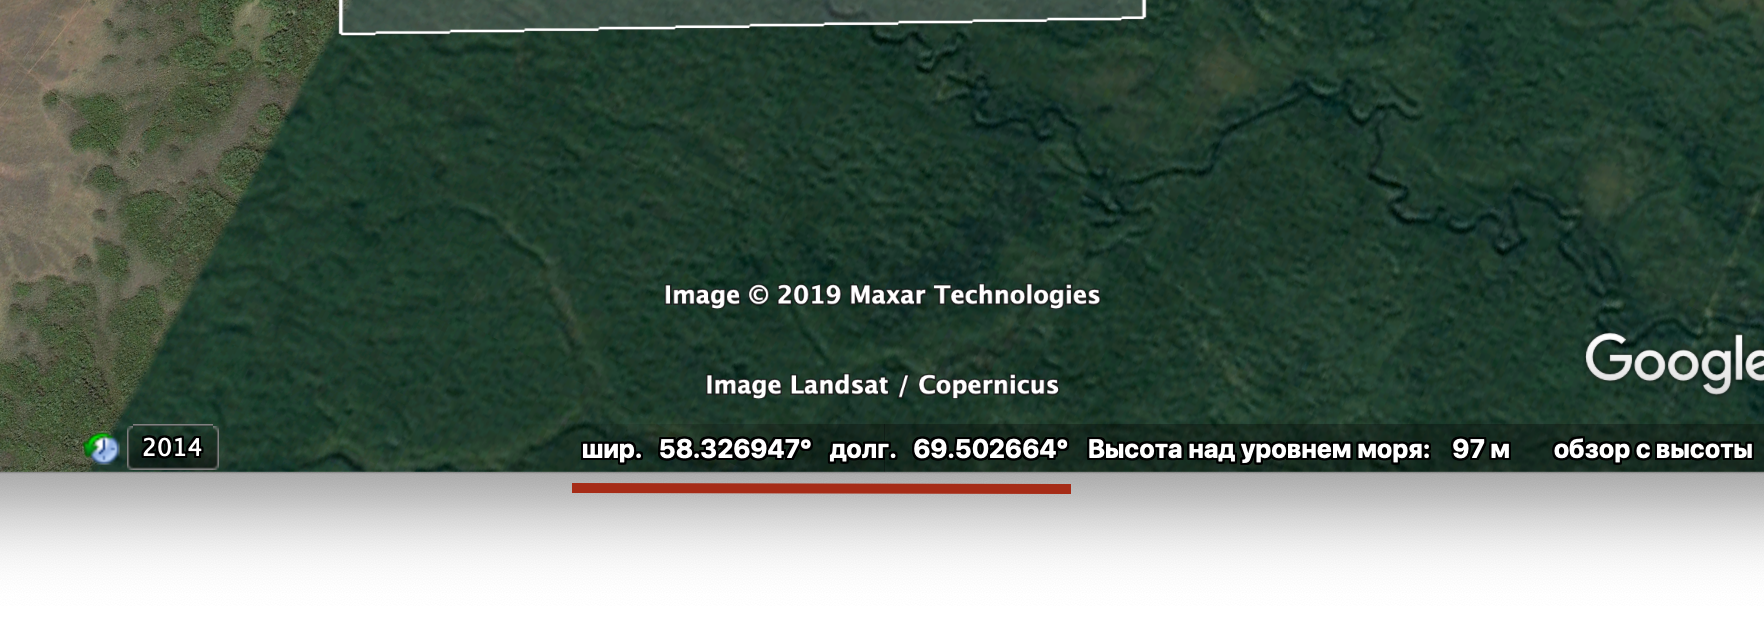 Image © 2019 Maxar Technologies
Google
Image Landsat / Copernicus
2014 шир. 58.326947° долг. 69.502664° Высота над уровнем моря: 97 м обзор с высоты